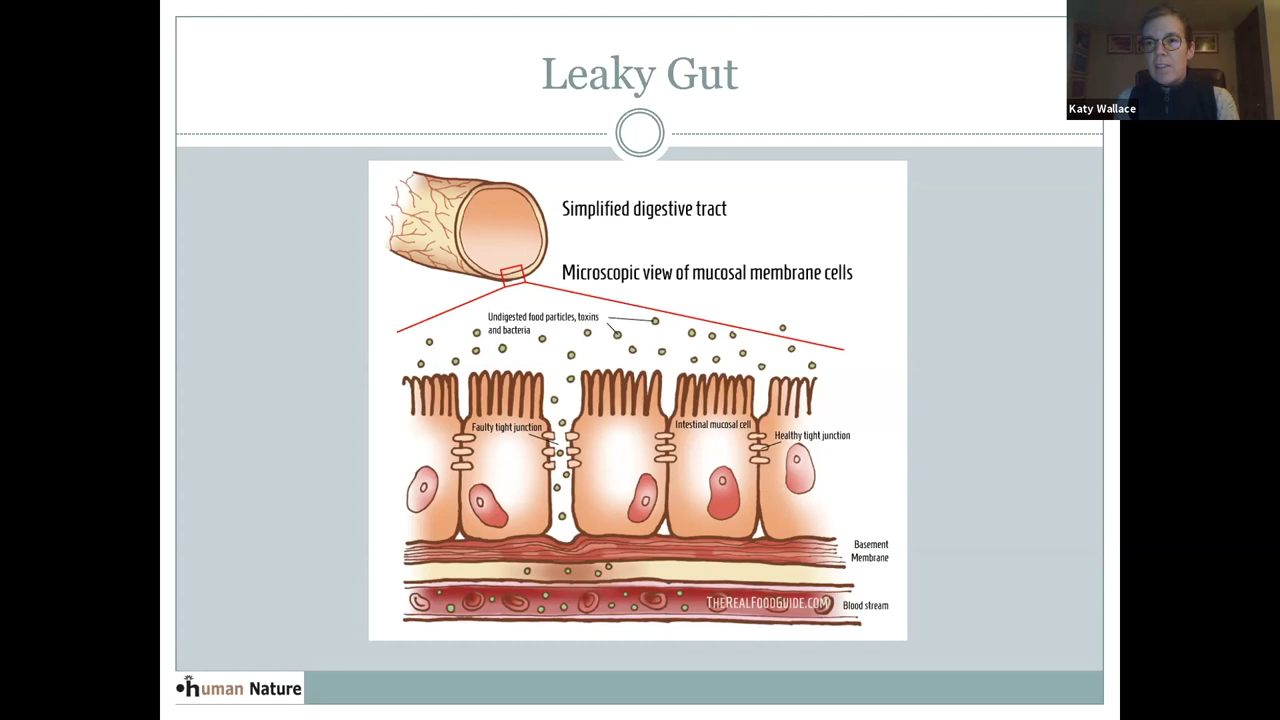 Leaky Gut
Katy Wallace
Simplified digestive tract
Microscopic view of mucosal membrane cells
Undigested food particles, toxins
and bacteria
Faulty tight junction
Intestinal mucosal cell
Healthy tight junction
Basement
Membrane
THEREALFOODGUIDE.COM
Blood stream
human Nature